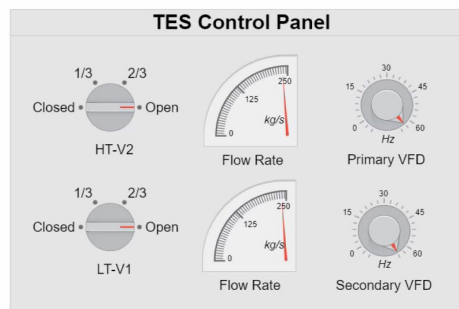 TES Control Panel
1/3 2/3
Closed Open
HT-V2
0 125 250
kg/s
Flow Rate
0 15 30 45 60
Hz
Primary VFD
1/3 2/3
Closed Open
LT-V1
0 125 250
kg/s
Flow Rate
0 15 30 45 60
Hz
Secondary VFD